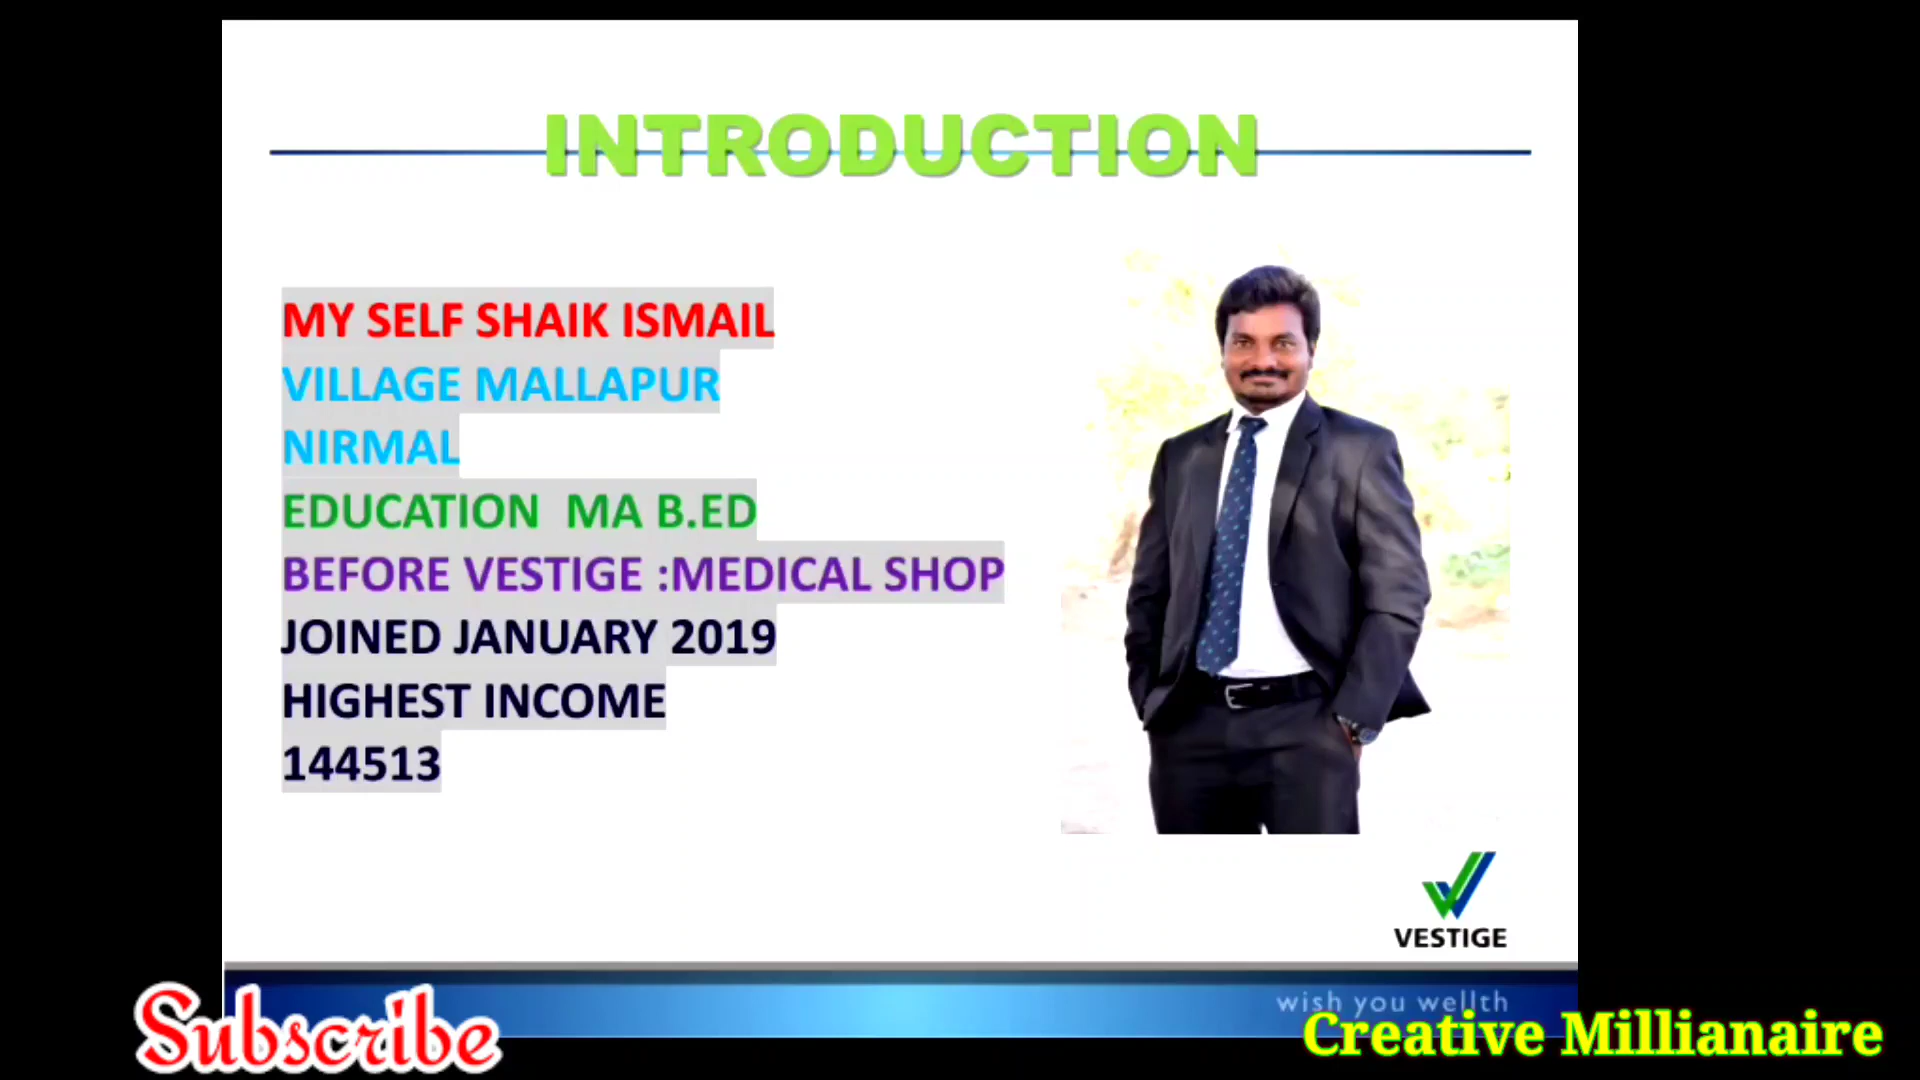 INTRODUCTION
MY SELF SHAIK ISMAIL
VILLAGE MALLAPUR
NIRMAL
EDUCATION MA B.ED
BEFORE VESTIGE :MEDICAL SHOP
JOINED JANUARY 2019
HIGHEST INCOME
144513
VESTIGE
wish you wellth
Subscribe
Creative Millianaire